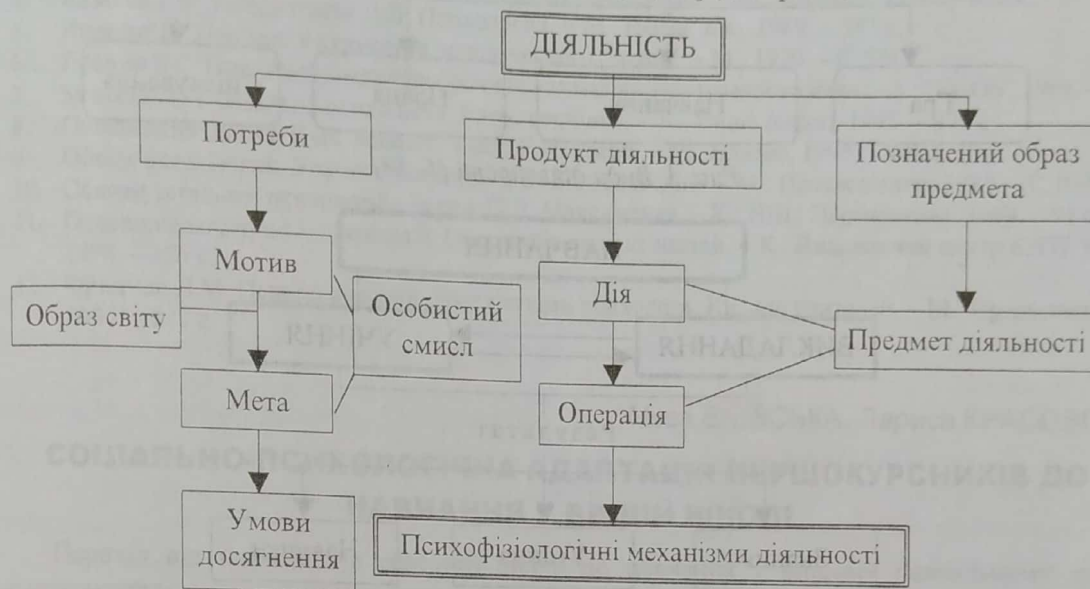 ДІЯЛЬНІСТЬ
Потреби
Продукт діяльності
Позначений образ
предмета
Мотив
Образ світу
Особистий
смисл
Дія
Предмет діяльності
Мета
Операція
Умови
досягнення
Психофізіологічні механізми діяльності